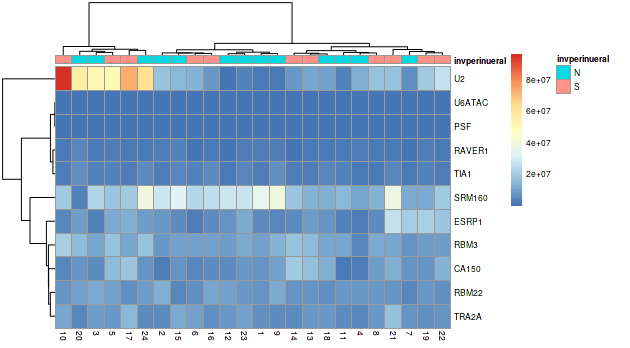 invperinueral
U2
U6ATAC
PSF
RAVER1
TIA1
SRM160
ESRP1
RBM3
CA150
RBM22
TRA2A
10 20 3 5 17 24 2 15 6 16 12 23 1 9 14 13 18 11 4 8 21 7 19 22
8e+07
6e+07
4e+07
2e+07
invperinueral
N
S